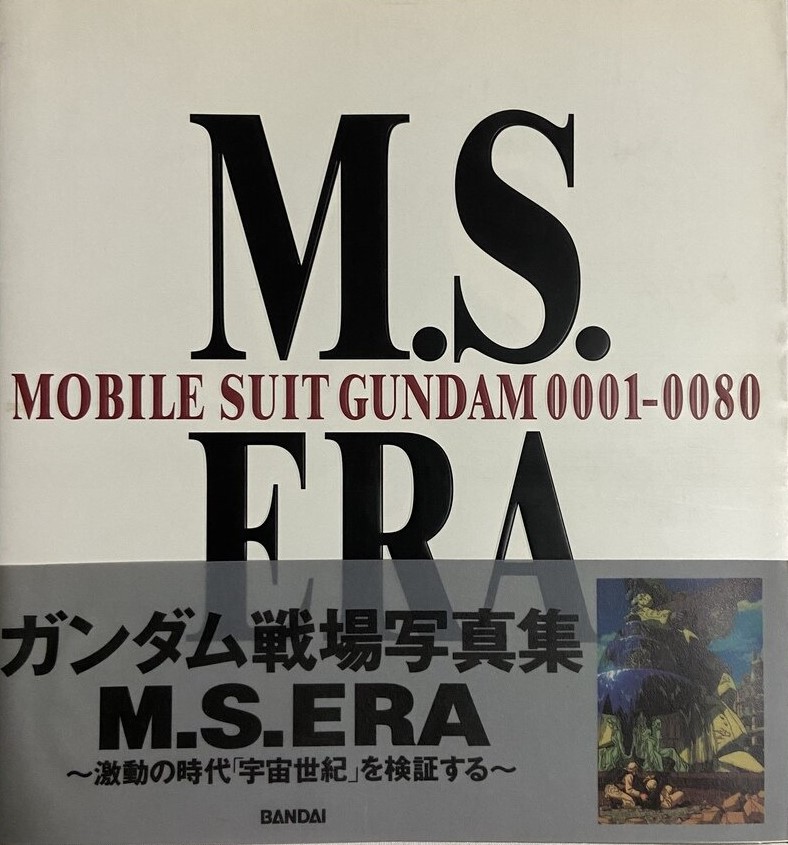 M.S.
MOBILE SUIT GUNDAM 0001-0080
ERA
ガンダム戦場写真集
M.S.ERA
〜激動の時代「宇宙世紀」を検証する〜
BANDAI